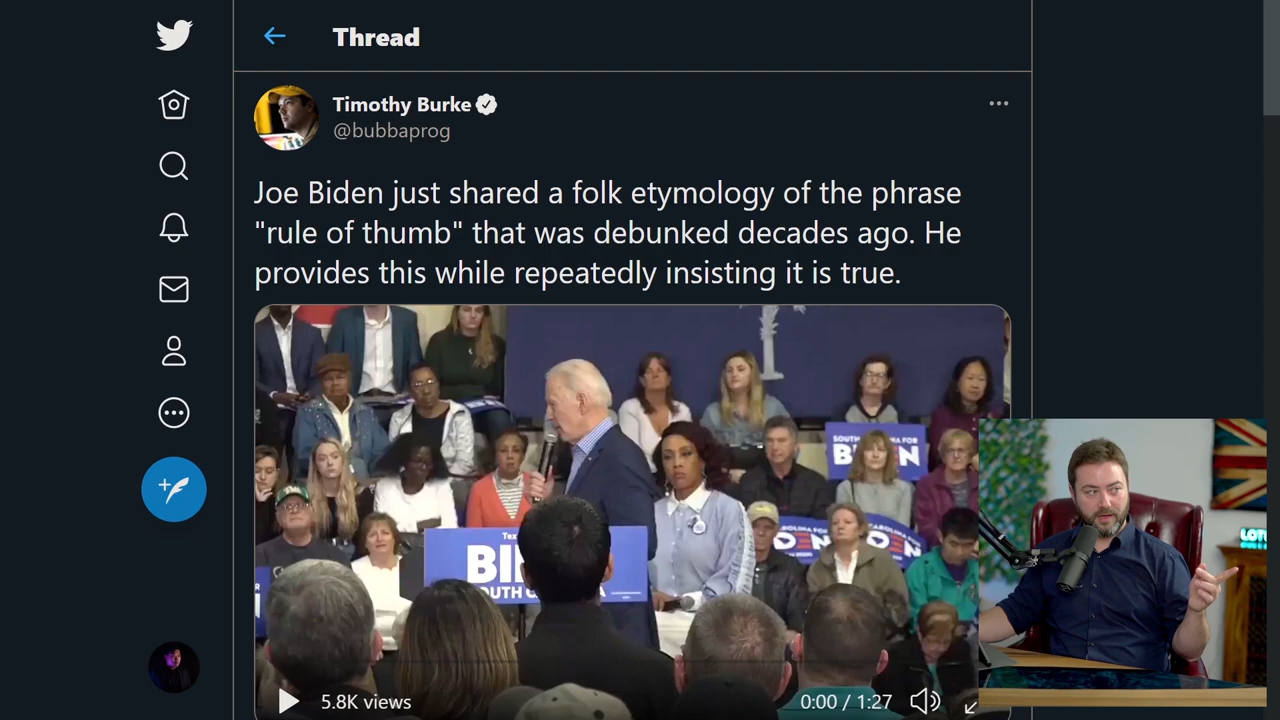 Thread
Timothy Burke
@bubbaprog
Joe Biden just shared a folk etymology of the phrase
"rule of thumb" that was debunked decades ago. He
provides this while repeatedly insisting it is true.
5.8K views
0:00 / 1:27